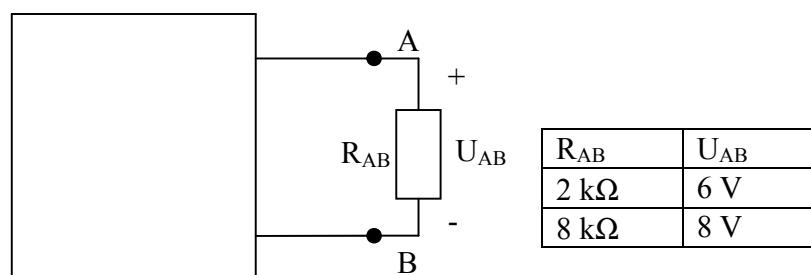 A
+
R_AB U_AB
-
B
R_AB U_AB
2 kΩ 6 V
8 kΩ 8 V